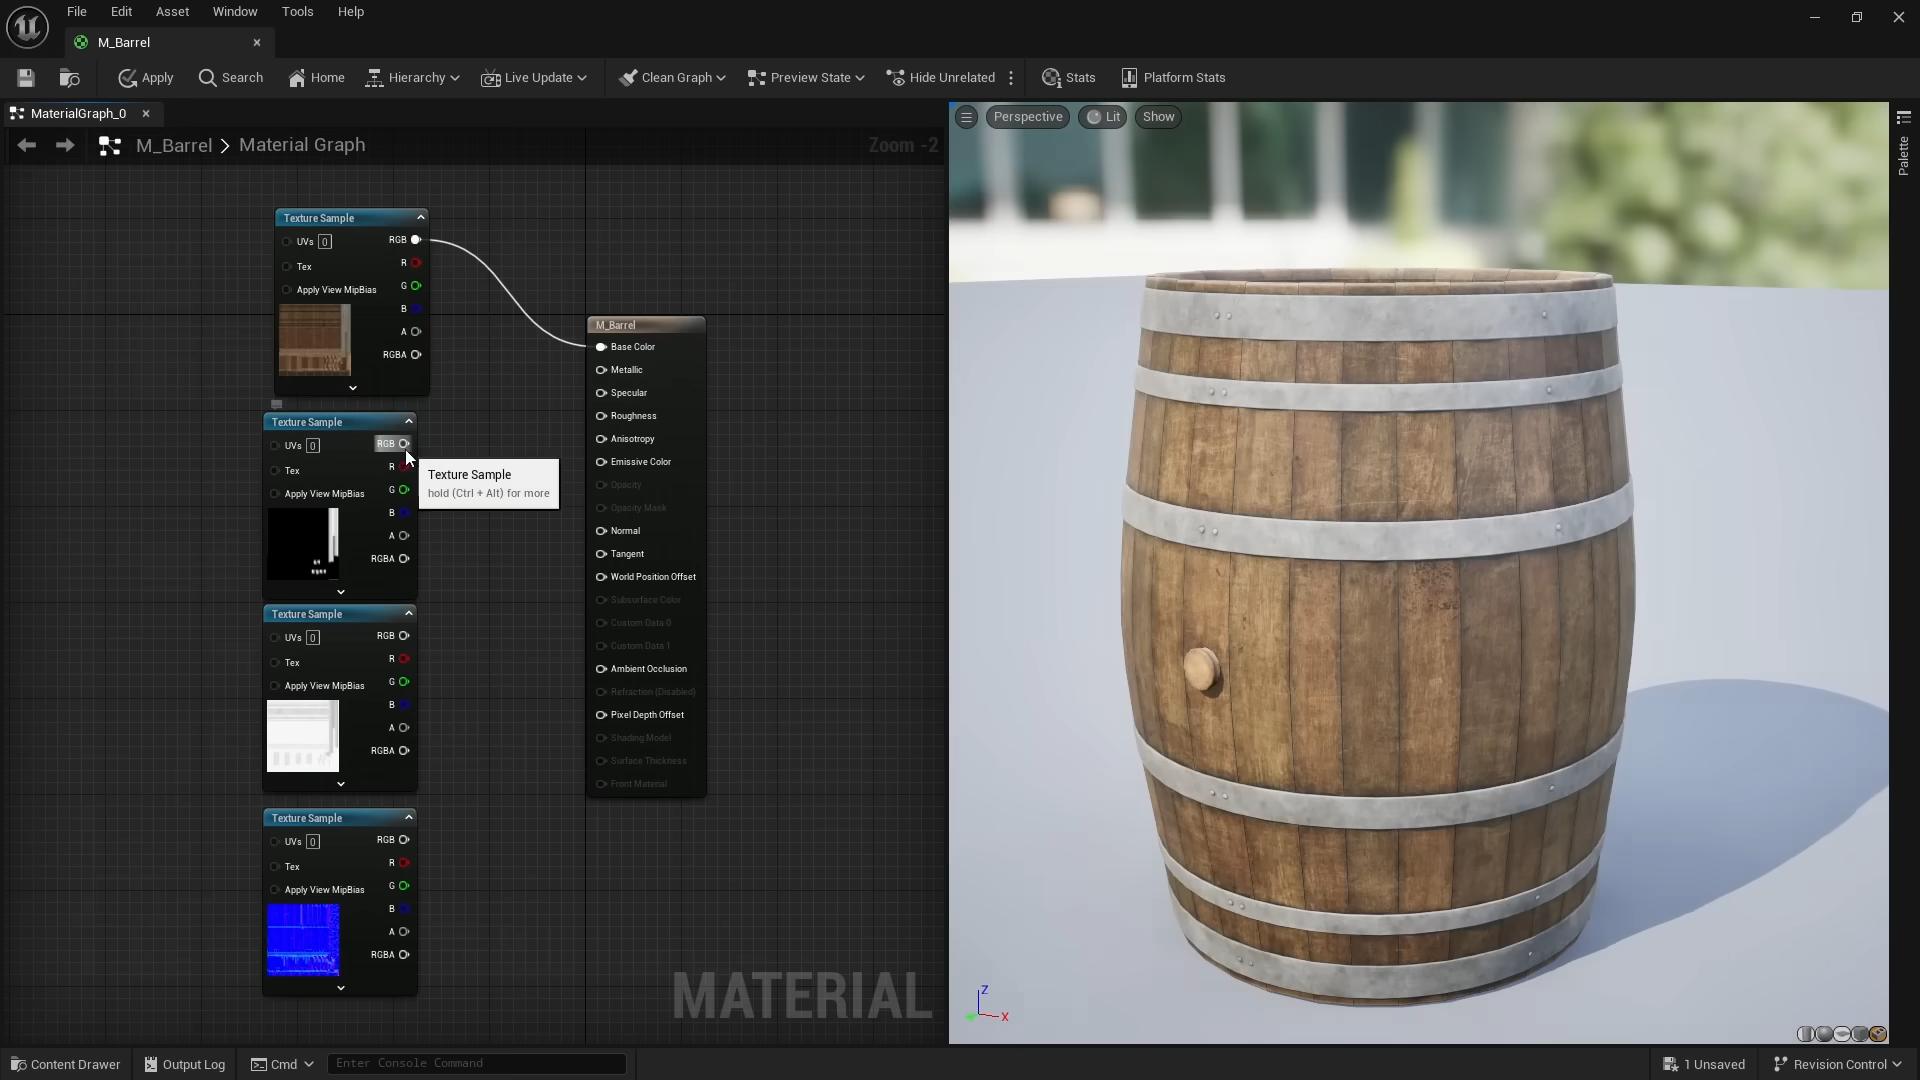 File Edit Asset Window Tools Help
M_Barrel
Apply Search Home Hierarchy Live Update Clean Graph Preview State Hide Unrelated Stats Platform Stats
MaterialGraph_0
M_Barrel > Material Graph
Zoom -2
Perspective Lit Show
Palette
Texture Sample
UVs 0 RGB
R
Tex
G
Apply View MipBias
B
A
RGBA
Texture Sample
UVs 0 RGB
R
Tex
G
Apply View MipBias
B
A
RGBA
Texture Sample
hold (Ctrl + Alt) for more
Texture Sample
UVs 0 RGB
R
Tex
G
Apply View MipBias
B
A
RGBA
Texture Sample
UVs 0 RGB
R
Tex
G
Apply View MipBias
B
A
RGBA
M_Barrel
Base Color
Metallic
Specular
Roughness
Anisotropy
Emissive Color
Opacity
Opacity Mask
Normal
Tangent
World Position Offset
Subsurface Color
Custom Data 0
Custom Data 1
Ambient Occlusion
Refraction (Disabled)
Pixel Depth Offset
Shading Model
Surface Thickness
Front Material
MATERIAL
Z
X
Content Drawer Output Log Cmd Enter Console Command 1 Unsaved Revision Control